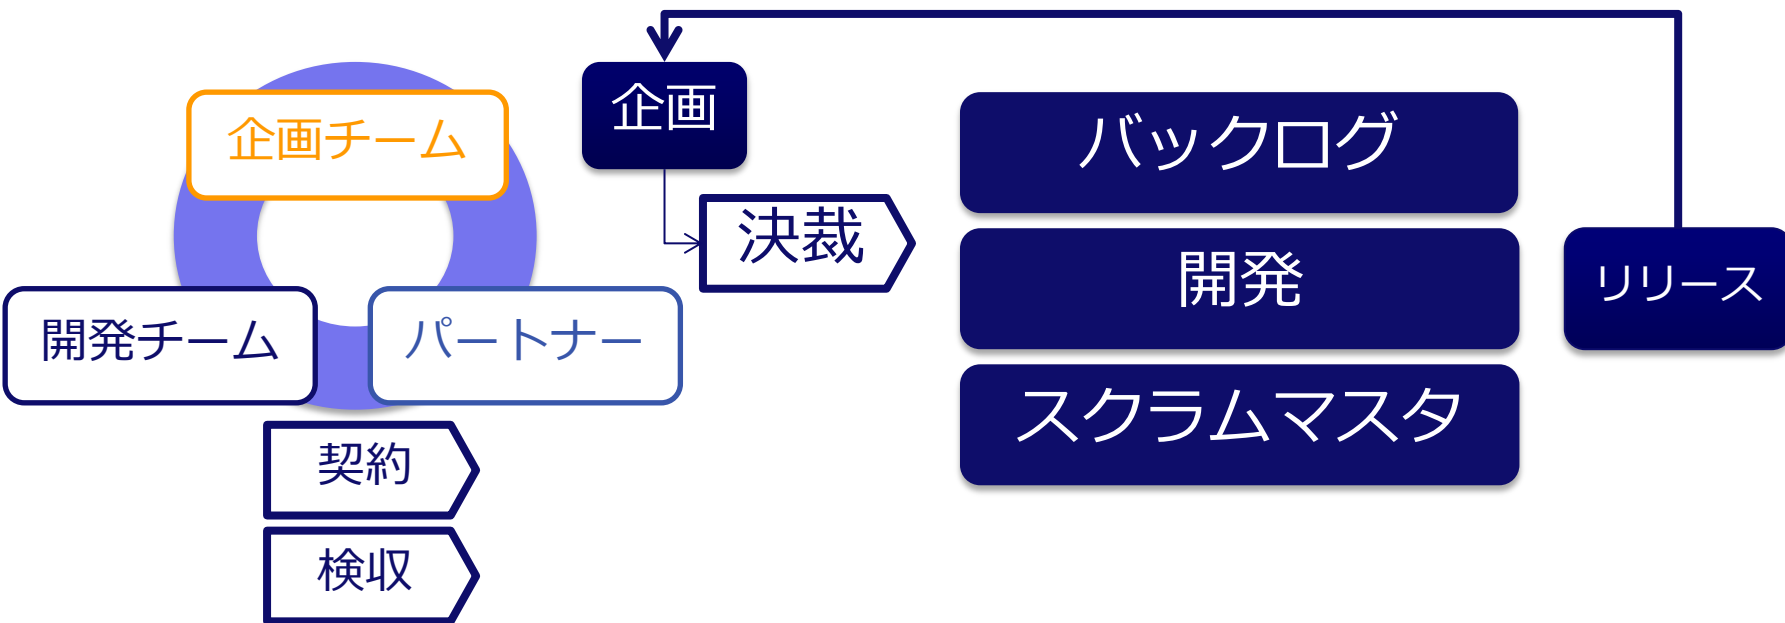 企画チーム
開発チーム
パートナー
契約
検収
企画
決裁
バックログ
開発
スクラムマスタ
リリース